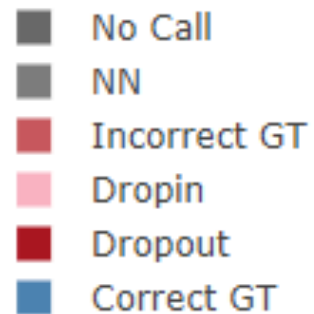 No Call
NN
Incorrect GT
Dropin
Dropout
Correct GT